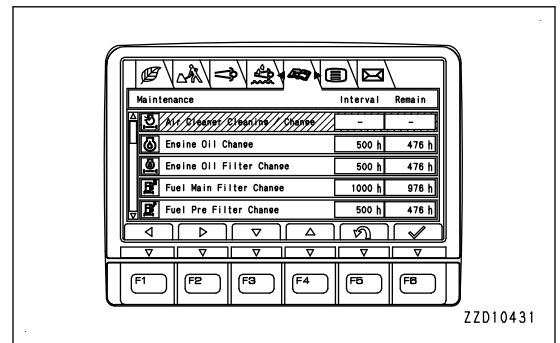 Maintenance Interval Remain
Air Cleaner Cleaning / Change - -
Engine Oil Change 500 h 476 h
Engine Oil Filter Change 500 h 476 h
Fuel Main Filter Change 1000 h 976 h
Fuel Pre Filter Change 500 h 476 h
F1 F2 F3 F4 F5 F6
ZZD10431